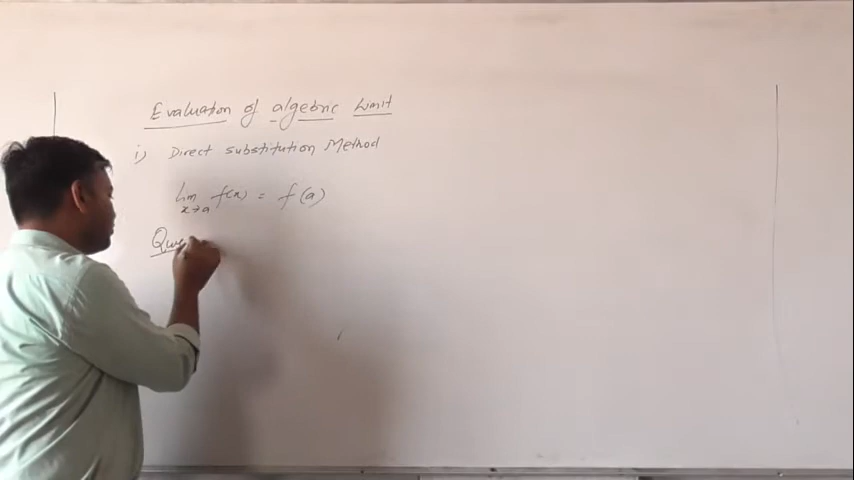 Evaluation of algebric Limit
i) Direct substitution Method
lim x→a f(x) = f(a)
Que